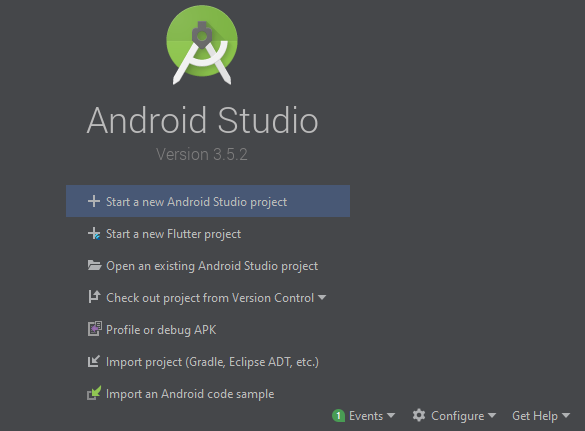 Android Studio
Version 3.5.2
Start a new Android Studio project
Start a new Flutter project
Open an existing Android Studio project
Check out project from Version Control
Profile or debug APK
Import project (Gradle, Eclipse ADT, etc.)
Import an Android code sample
1 Events Configure Get Help